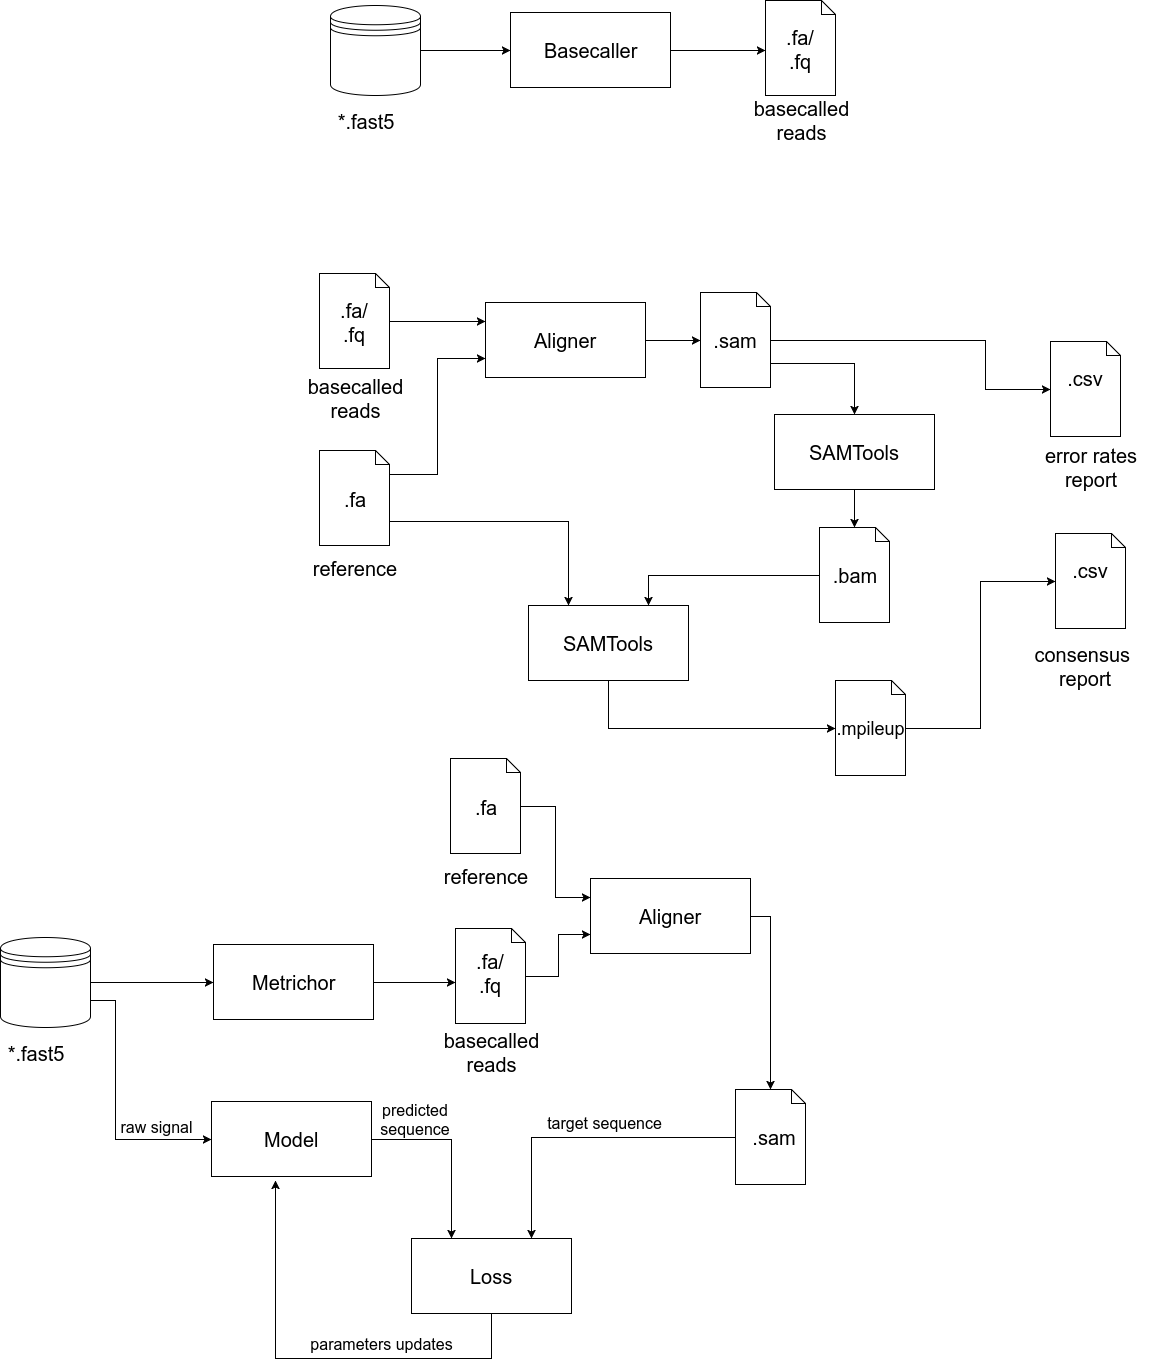 Basecaller
.fa/
.fq
*.fast5
basecalled
reads
.fa/
.fq
basecalled
reads
Aligner
.sam
.csv
error rates
report
SAMTools
.fa
reference
.bam
.csv
consensus
report
SAMTools
.mpileup
.fa
reference
Aligner
*.fast5
Metrichor
.fa/
.fq
basecalled
reads
raw signal
Model
predicted
sequence
target sequence
.sam
Loss
parameters updates